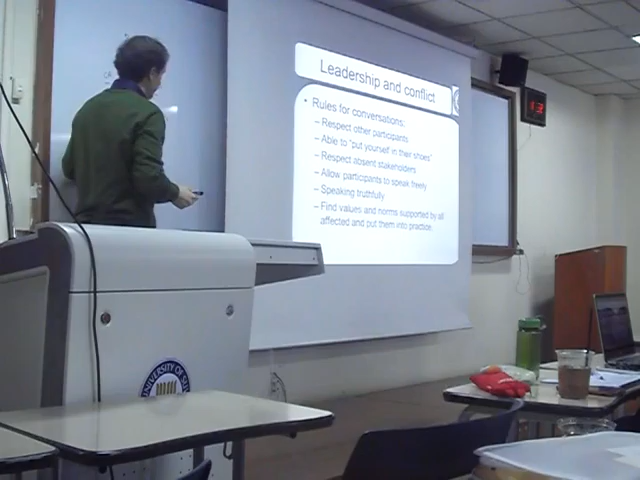 Leadership and conflict
• Rules for conversations:
– Respect other participants
– Able to "put yourself in their shoes"
– Respect absent stakeholders
– Allow participants to speak freely
– Speaking truthfully
– Find values and norms supported by all
affected and put them into practice.
UNIVERSITY OF